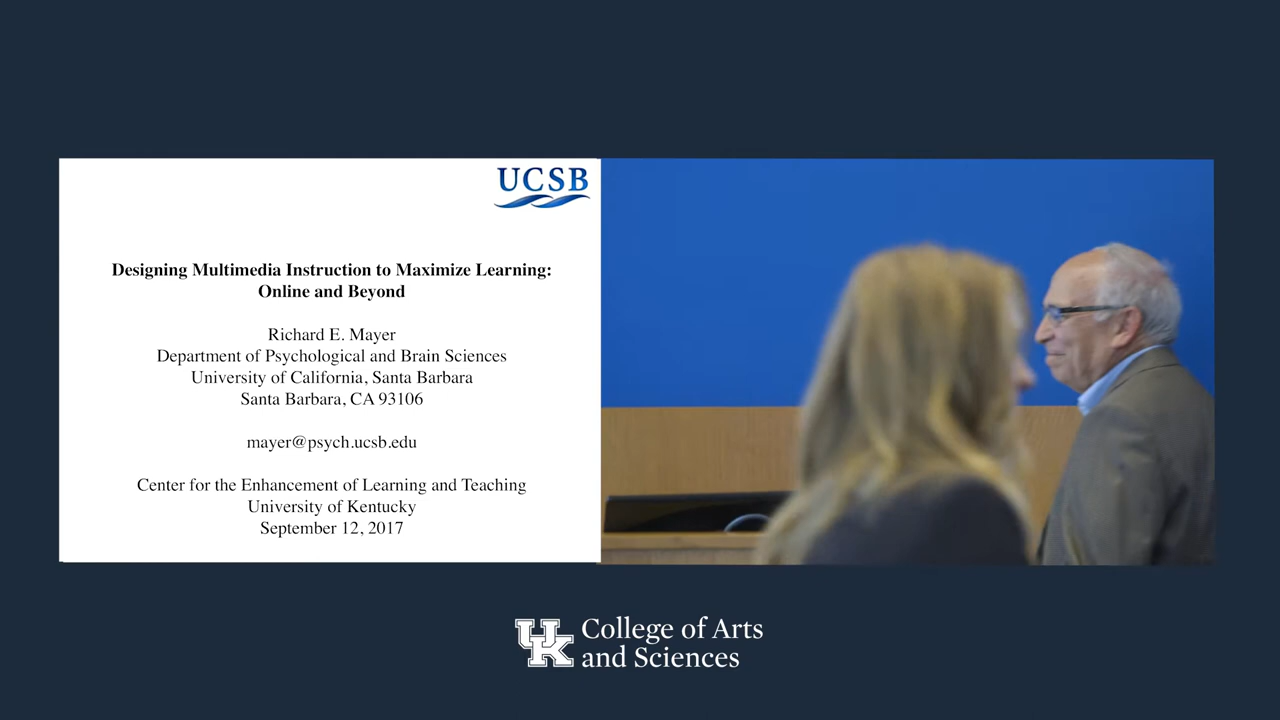 UCSB
Designing Multimedia Instruction to Maximize Learning:
Online and Beyond
Richard E. Mayer
Department of Psychological and Brain Sciences
University of California, Santa Barbara
Santa Barbara, CA 93106
mayer@psych.ucsb.edu
Center for the Enhancement of Learning and Teaching
University of Kentucky
September 12, 2017
UK College of Arts
and Sciences